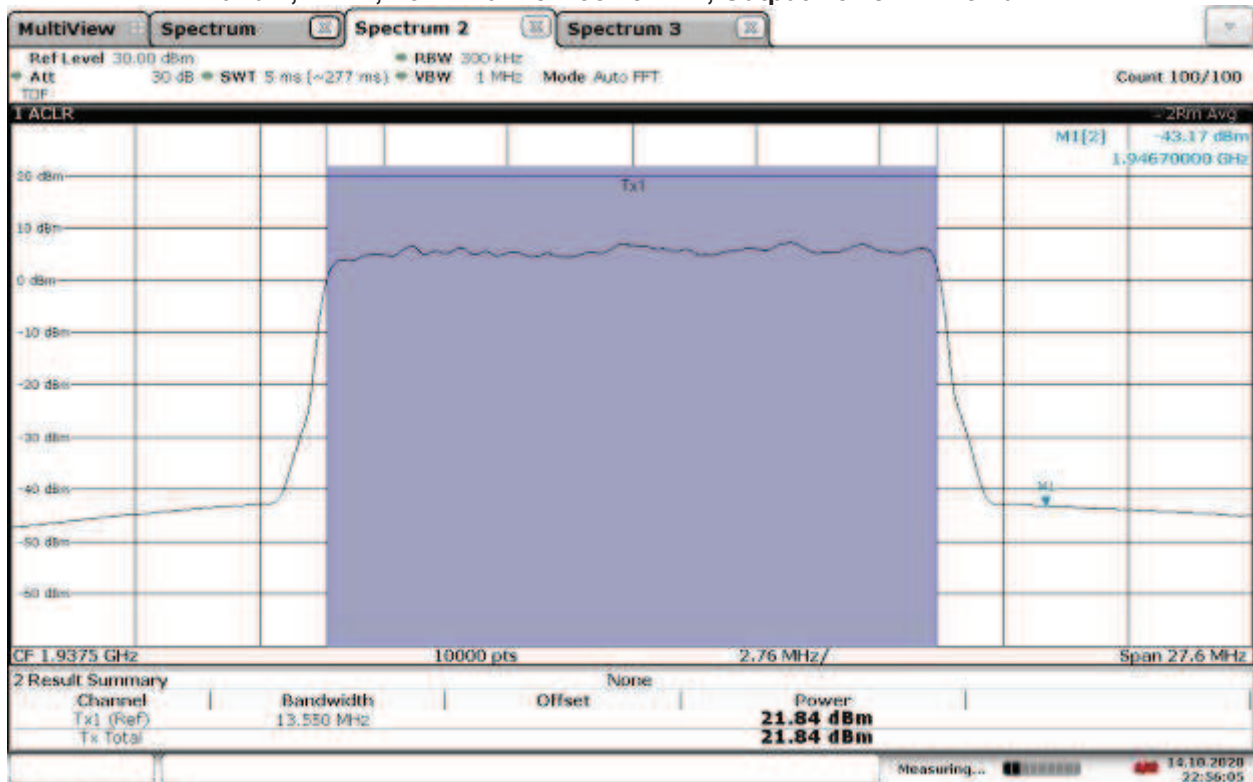 MultiView Spectrum Spectrum 2 Spectrum 3
Ref Level 30.00 dBm RBW 300 kHz
Att 30 dB SWT 5 ms (~277 ms) VBW 1 MHz Mode Auto FFT Count 100/100
TDF
1 ACLR 2Rm Avg
M1[2] -43.17 dBm
1.94670000 GHz
20 dBm
Tx1
10 dBm
0 dBm
-10 dBm
-20 dBm
-30 dBm
-40 dBm
M1
-50 dBm
-60 dBm
CF 1.9375 GHz 10000 pts 2.76 MHz/ Span 27.6 MHz
2 Result Summary None
Channel Bandwidth Offset Power
Tx1 (Ref) 13.550 MHz 21.84 dBm
Tx Total 21.84 dBm
Measuring... 14.10.2020
22:56:05